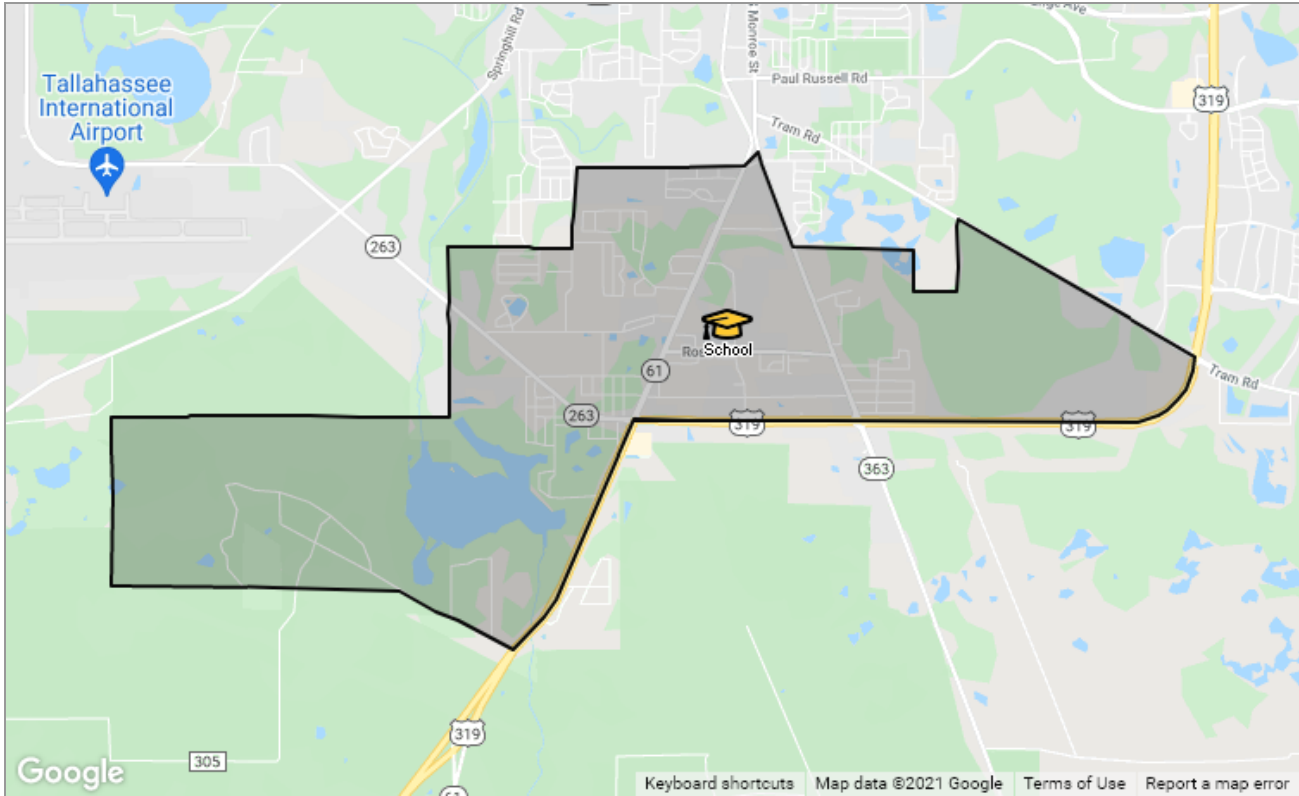 Springhill Rd
S Monroe St
Tallahassee
International
Airport
Paul Russell Rd
319
Tram Rd
263
School
61
Tram Rd
263
319
319
363
319
305
61
Google
Keyboard shortcuts
Map data ©2021 Google
Terms of Use
Report a map error